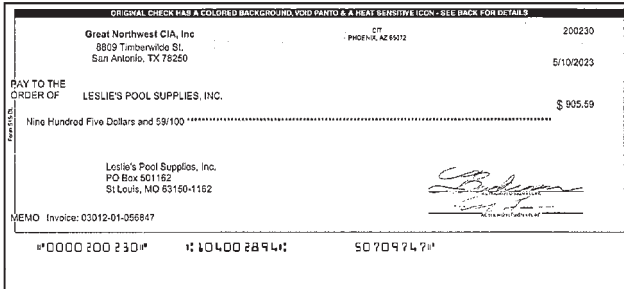 ORIGINAL CHECK HAS A COLORED BACKGROUND, VOID PANTO & A HEAT SENSITIVE ICON - SEE BACK FOR DETAILS
Great Northwest CIA, Inc
8809 Timberwilde St.
San Antonio, TX 78250
CIT
PHOENIX, AZ 85072
200230
5/10/2023
PAY TO THE
ORDER OF LESLIE'S POOL SUPPLIES, INC.
$ 905.59
Nine Hundred Five Dollars and 59/100
Leslie's Pool Supplies, Inc.
PO Box 501162
St Louis, MO 63150-1162
MEMO Invoice: 03012-01-056847
⑈0000200230⑈ ⑆104002894⑆ 50709747⑈